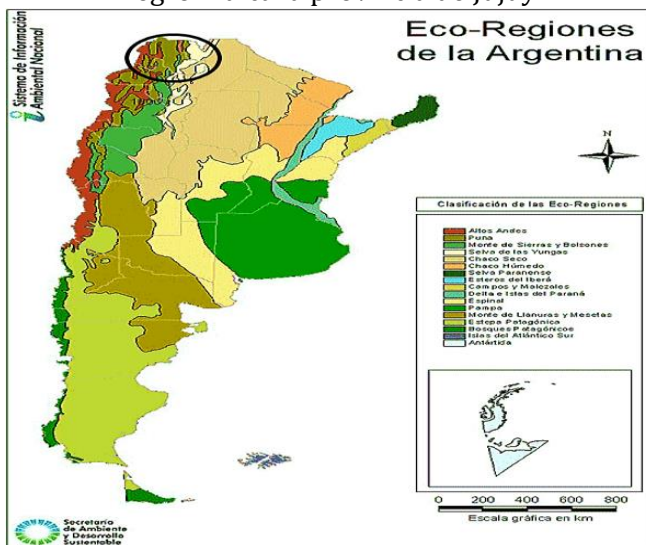 Eco-Regiones
de la Argentina
Sistema de Información
Ambiental Nacional
N
Clasificación de las Eco-Regiones
Altos Andes
Puna
Monte de Sierras y Bolsones
Selva de las Yungas
Chaco Seco
Chaco Húmedo
Selva Paranense
Esteros del Iberá
Campos y Malezales
Delta e Islas del Paraná
Espinal
Pampa
Monte de Llanuras y Mesetas
Estepa Patagónica
Bosques Patagónicos
Islas del Atlántico Sur
Antártida
0 200 400 600 800
Escala gráfica en km
Secretaría
de Ambiente
y Desarrollo
Sustentable